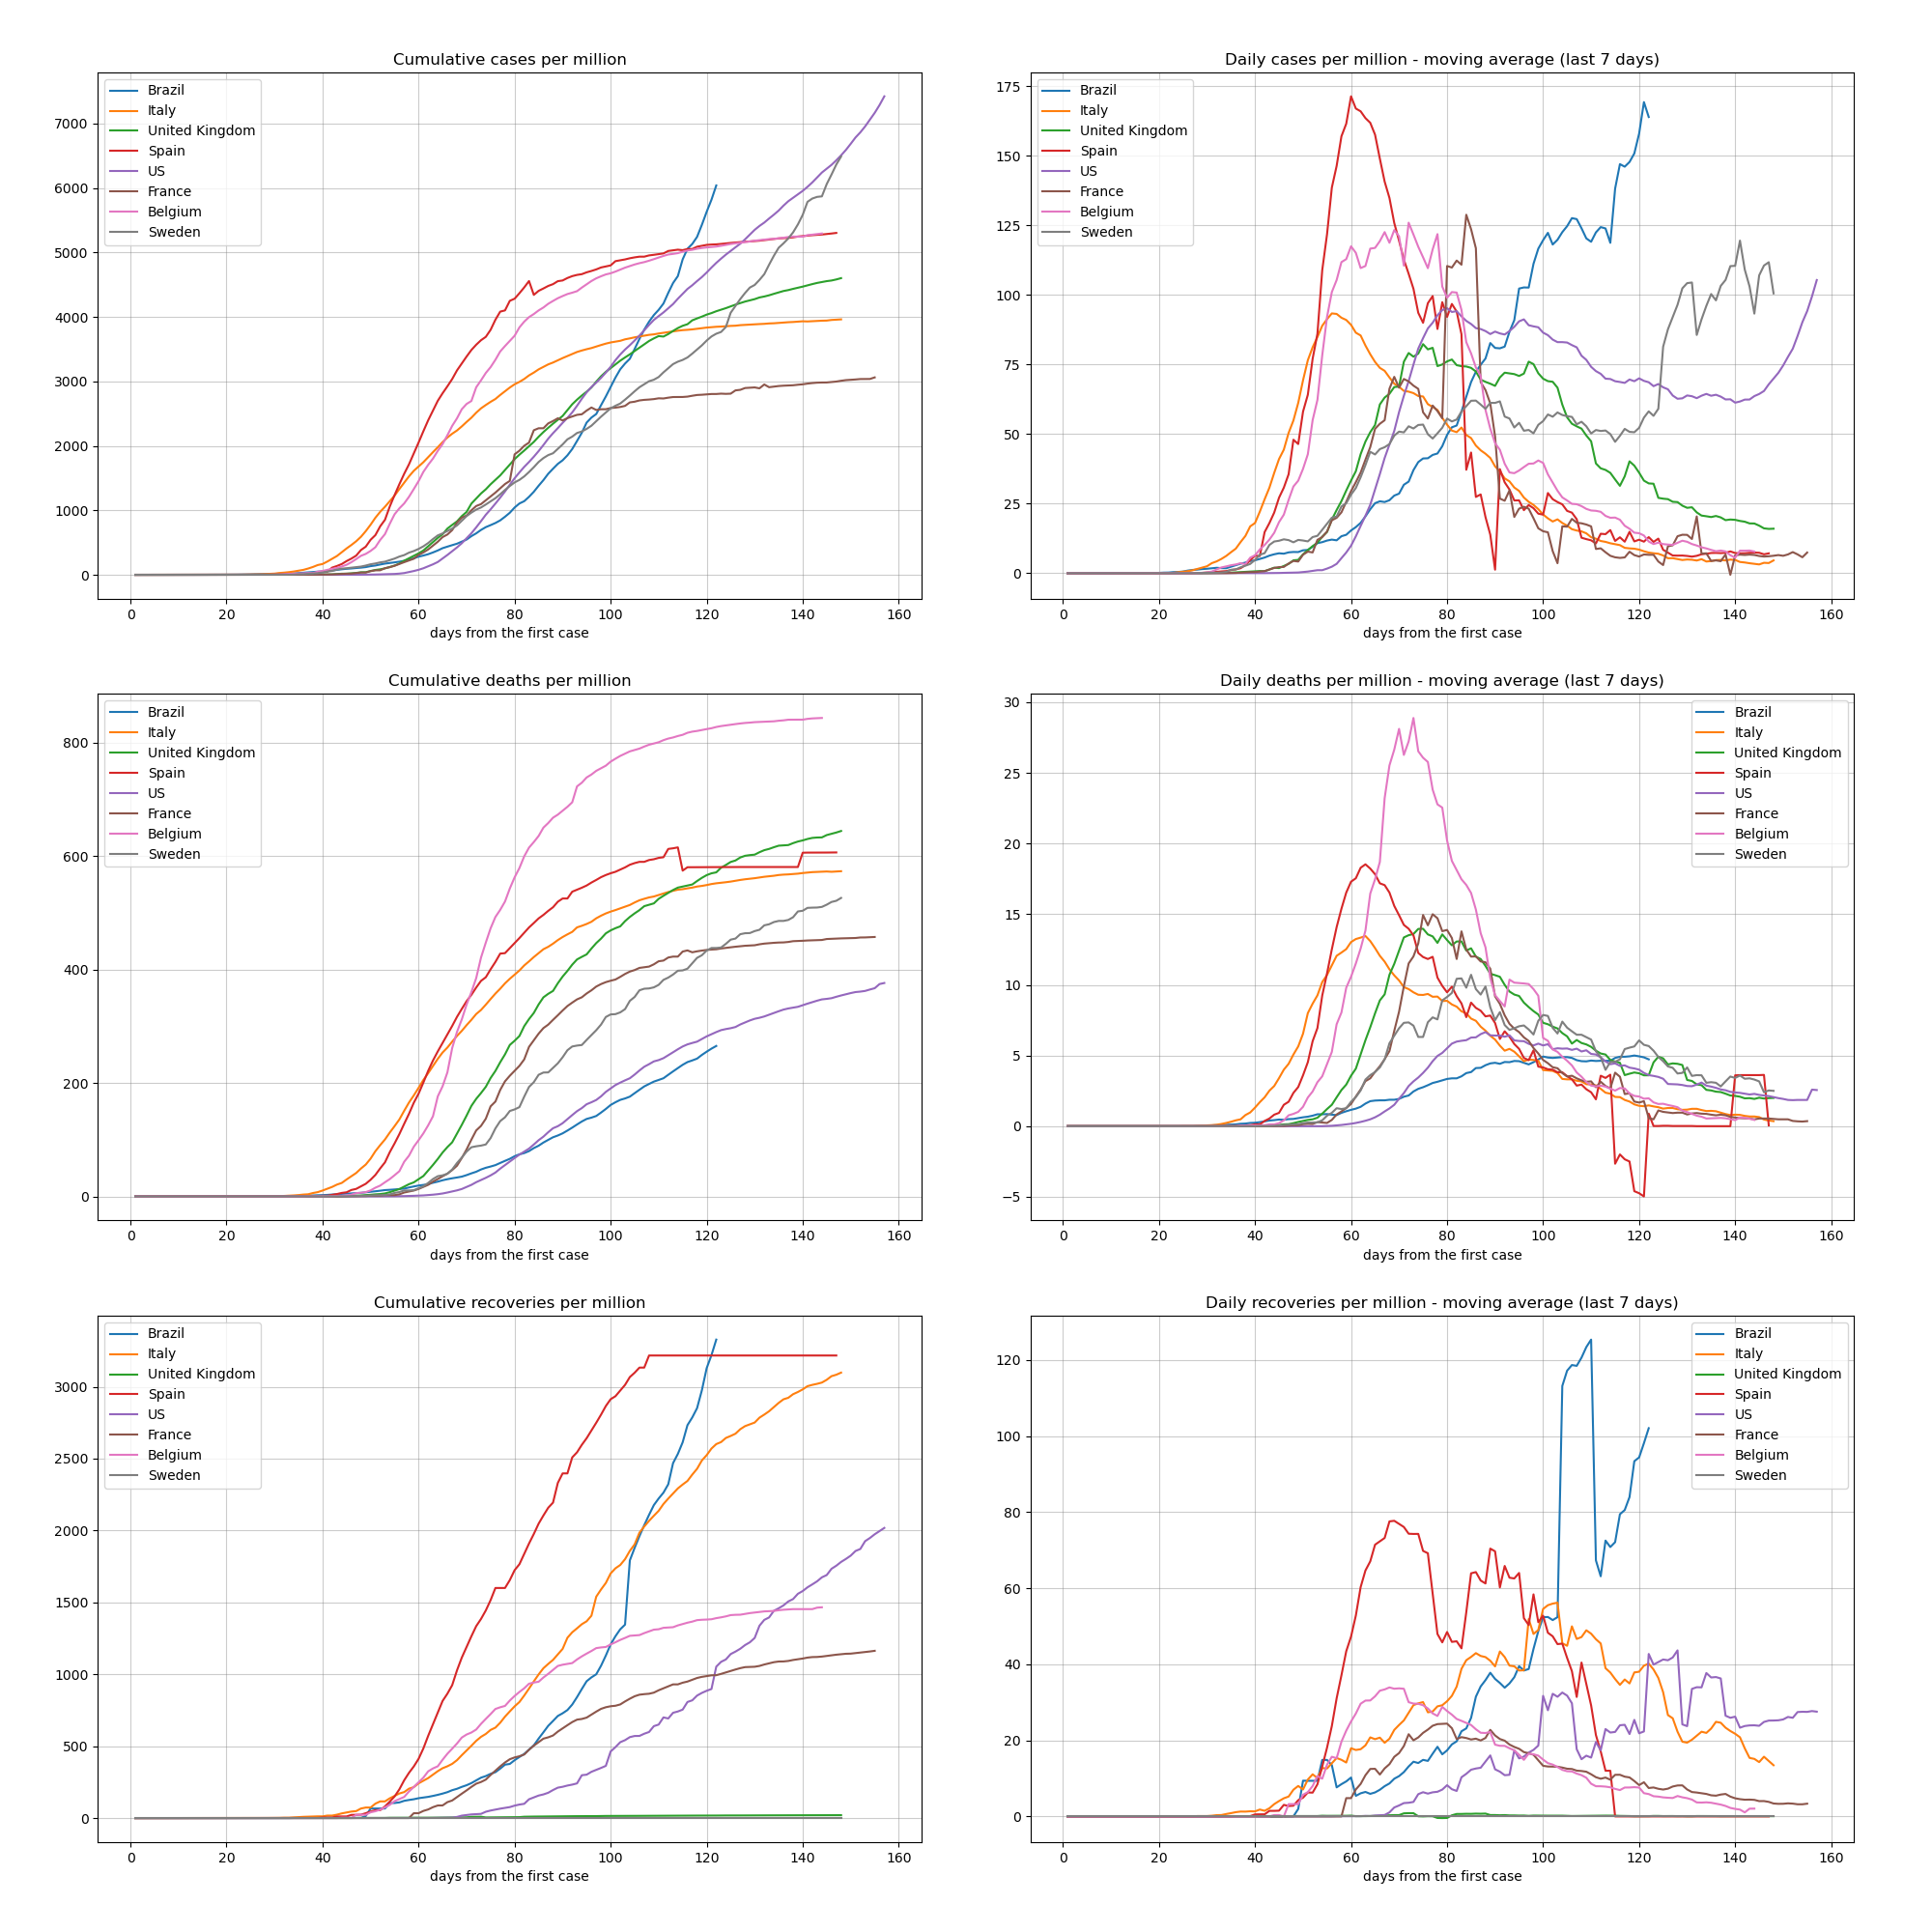 Cumulative cases per million
Brazil
Italy
United Kingdom
Spain
US
France
Belgium
Sweden
7000
6000
5000
4000
3000
2000
1000
0
0 20 40 60 80 100 120 140 160
days from the first case
Daily cases per million - moving average (last 7 days)
Brazil
Italy
United Kingdom
Spain
US
France
Belgium
Sweden
175
150
125
100
75
50
25
0
0 20 40 60 80 100 120 140 160
days from the first case
Cumulative deaths per million
Brazil
Italy
United Kingdom
Spain
US
France
Belgium
Sweden
800
600
400
200
0
0 20 40 60 80 100 120 140 160
days from the first case
Daily deaths per million - moving average (last 7 days)
Brazil
Italy
United Kingdom
Spain
US
France
Belgium
Sweden
30
25
20
15
10
5
0
−5
0 20 40 60 80 100 120 140 160
days from the first case
Cumulative recoveries per million
Brazil
Italy
United Kingdom
Spain
US
France
Belgium
Sweden
3000
2500
2000
1500
1000
500
0
0 20 40 60 80 100 120 140 160
days from the first case
Daily recoveries per million - moving average (last 7 days)
Brazil
Italy
United Kingdom
Spain
US
France
Belgium
Sweden
120
100
80
60
40
20
0
0 20 40 60 80 100 120 140 160
days from the first case